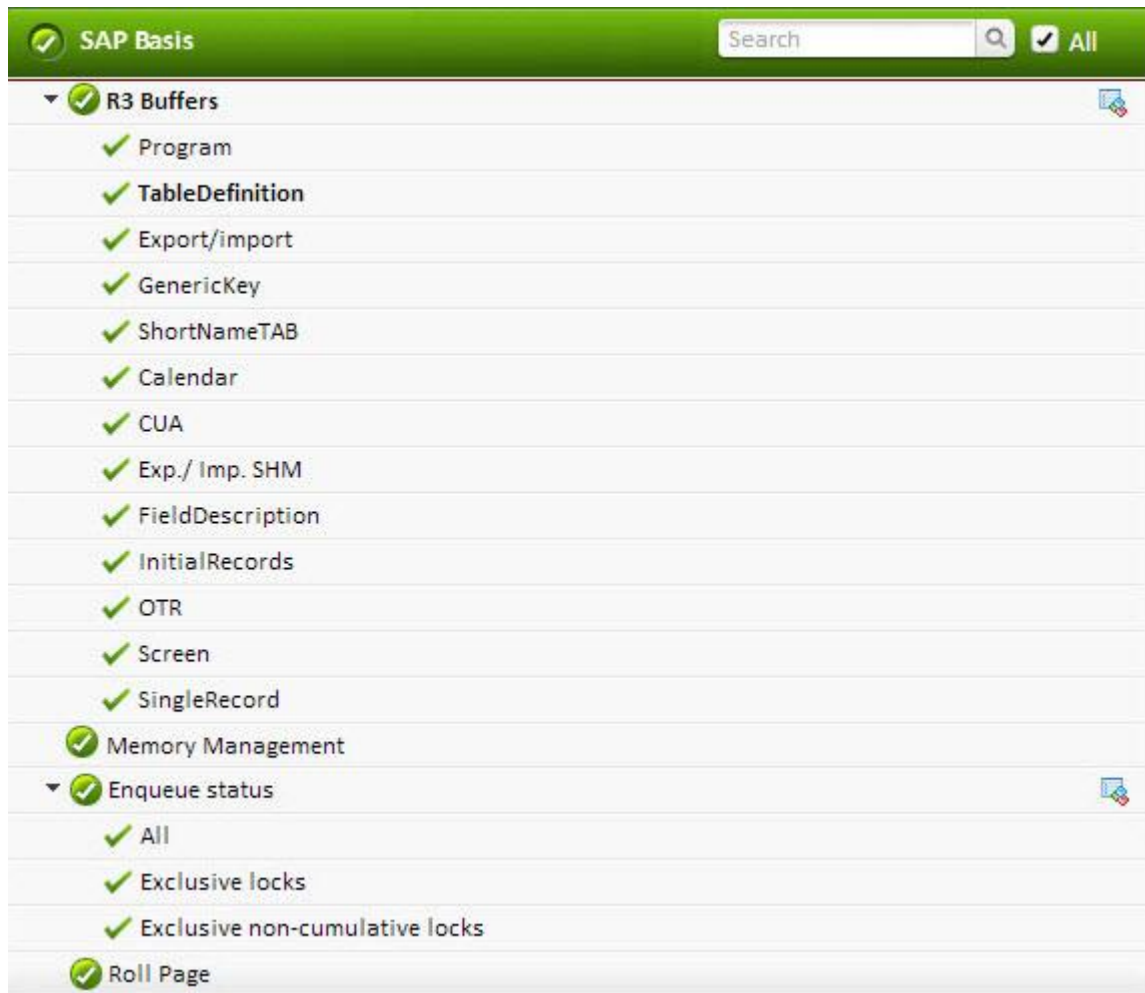 SAP Basis
Search
All
R3 Buffers
Program
TableDefinition
Export/import
GenericKey
ShortNameTAB
Calendar
CUA
Exp./ Imp. SHM
FieldDescription
InitialRecords
OTR
Screen
SingleRecord
Memory Management
Enqueue status
All
Exclusive locks
Exclusive non-cumulative locks
Roll Page